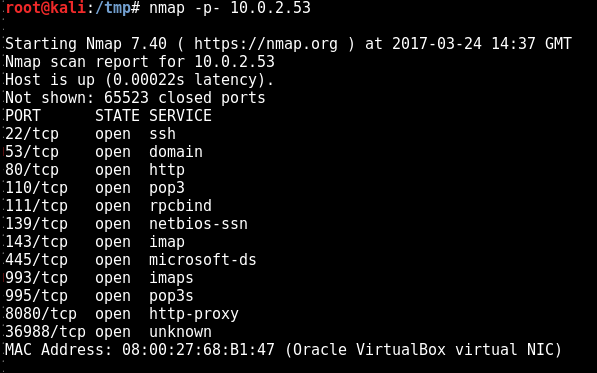 root@kali:/tmp# nmap -p- 10.0.2.53
Starting Nmap 7.40 ( https://nmap.org ) at 2017-03-24 14:37 GMT
Nmap scan report for 10.0.2.53
Host is up (0.00022s latency).
Not shown: 65523 closed ports
PORT      STATE SERVICE
22/tcp    open  ssh
53/tcp    open  domain
80/tcp    open  http
110/tcp   open  pop3
111/tcp   open  rpcbind
139/tcp   open  netbios-ssn
143/tcp   open  imap
445/tcp   open  microsoft-ds
993/tcp   open  imaps
995/tcp   open  pop3s
8080/tcp  open  http-proxy
36988/tcp open  unknown
MAC Address: 08:00:27:68:B1:47 (Oracle VirtualBox virtual NIC)